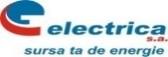 electrica
s.a.
sursa ta de energie